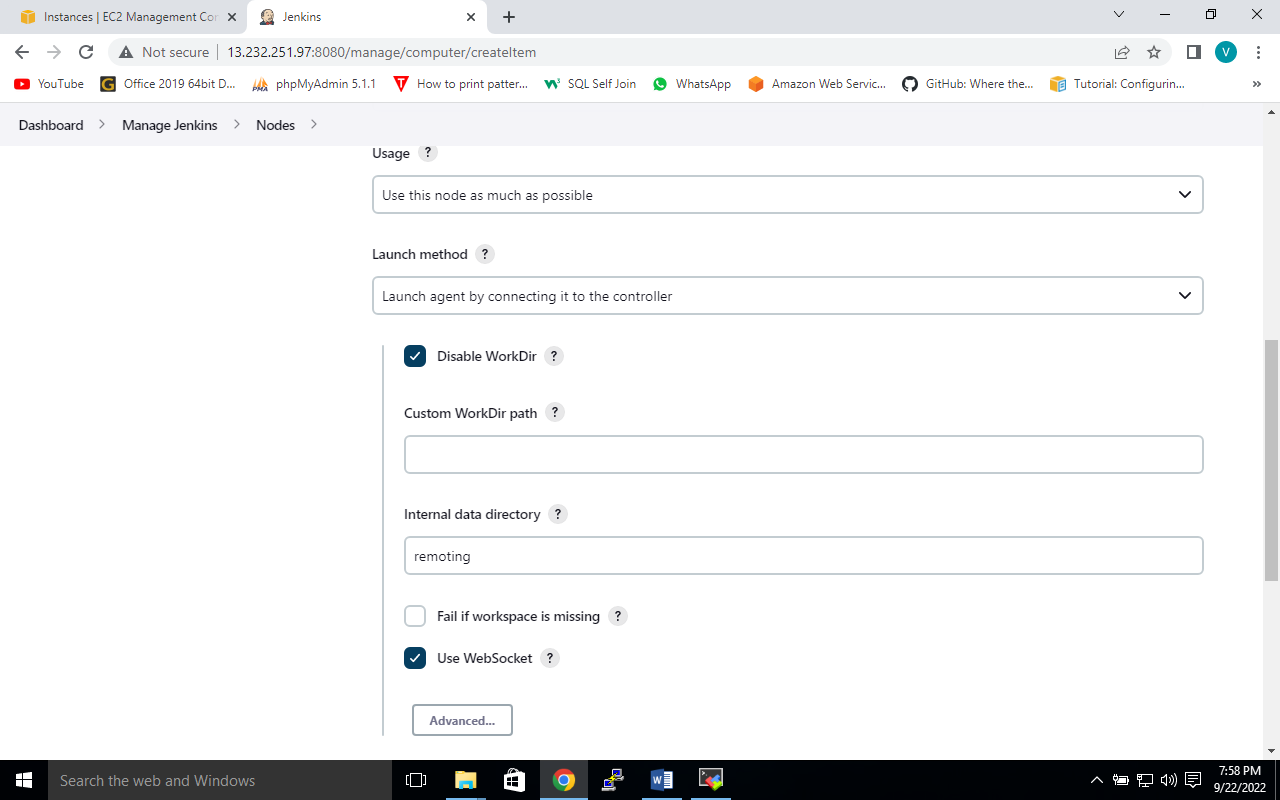 Instances | EC2 Management Con
Jenkins
Not secure
13.232.251.97:8080/manage/computer/createItem
V
YouTube
Office 2019 64bit D...
phpMyAdmin 5.1.1
How to print patter...
SQL Self Join
WhatsApp
Amazon Web Servic...
GitHub: Where the...
Tutorial: Configurin...
»
Dashboard
Manage Jenkins
Nodes
Usage ?
Use this node as much as possible
Launch method ?
Launch agent by connecting it to the controller
Disable WorkDir ?
Custom WorkDir path ?
Internal data directory ?
remoting
Fail if workspace is missing ?
Use WebSocket ?
Advanced...
Search the web and Windows
7:58 PM
9/22/2022